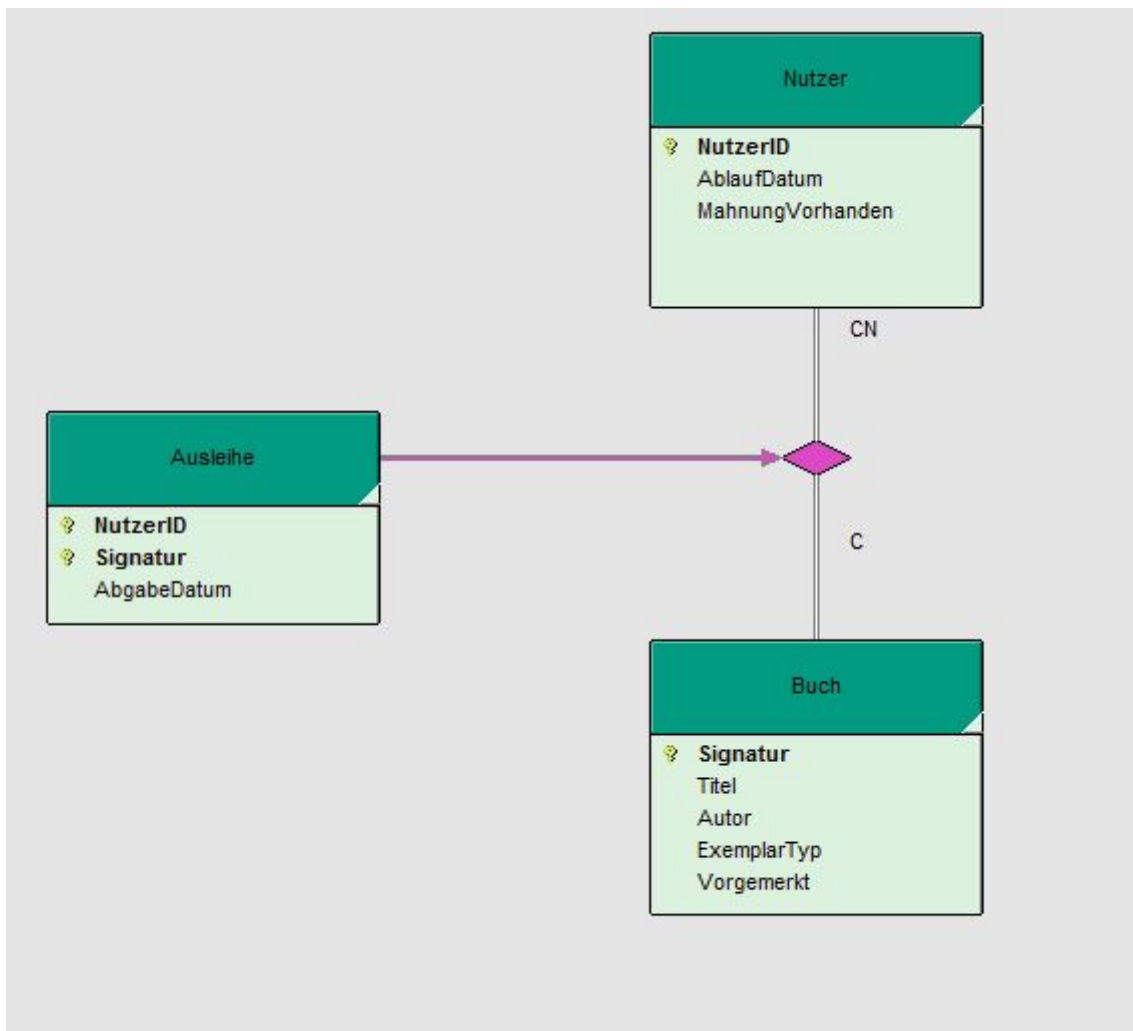 Nutzer
NutzerID
AblaufDatum
MahnungVorhanden
CN
Ausleihe
NutzerID
Signatur
AbgabeDatum
C
Buch
Signatur
Titel
Autor
ExemplarTyp
Vorgemerkt